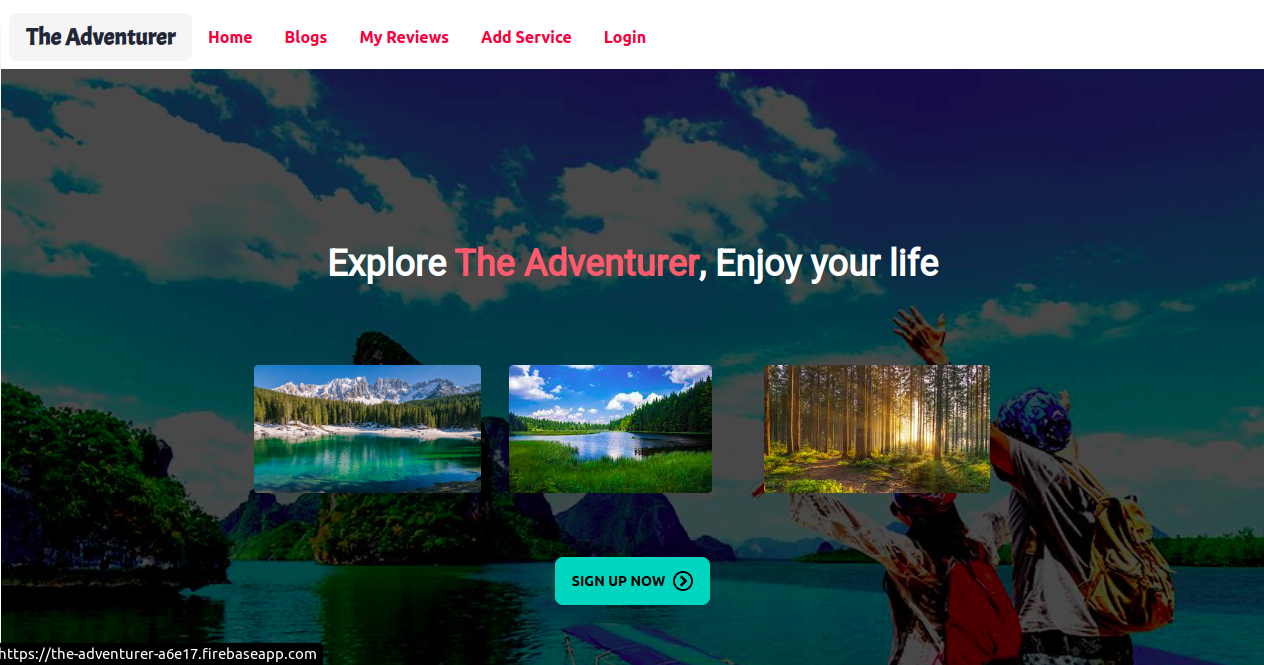 The Adventurer Home Blogs My Reviews Add Service Login
Explore The Adventurer, Enjoy your life
SIGN UP NOW
https://the-adventurer-a6e17.firebaseapp.com